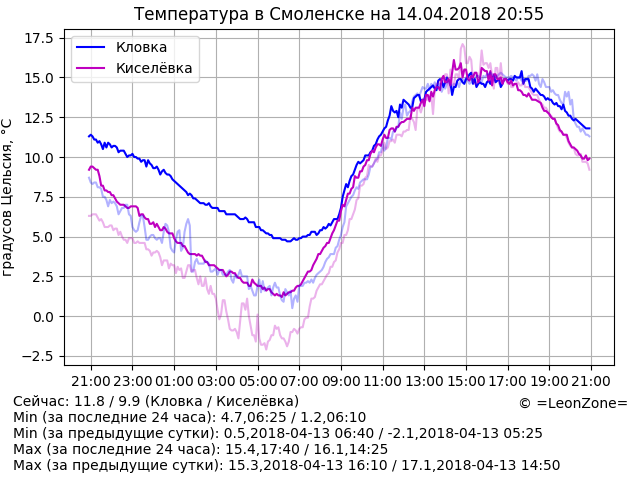 Температура в Смоленске на 14.04.2018 20:55
Кловка
Киселёвка
градусов Цельсия, °C
17.5
15.0
12.5
10.0
7.5
5.0
2.5
0.0
−2.5
21:00 23:00 01:00 03:00 05:00 07:00 09:00 11:00 13:00 15:00 17:00 19:00 21:00
Сейчас: 11.8 / 9.9 (Кловка / Киселёвка)
© =LeonZone=
Min (за последние 24 часа): 4.7,06:25 / 1.2,06:10
Min (за предыдущие сутки): 0.5,2018-04-13 06:40 / -2.1,2018-04-13 05:25
Max (за последние 24 часа): 15.4,17:40 / 16.1,14:25
Max (за предыдущие сутки): 15.3,2018-04-13 16:10 / 17.1,2018-04-13 14:50